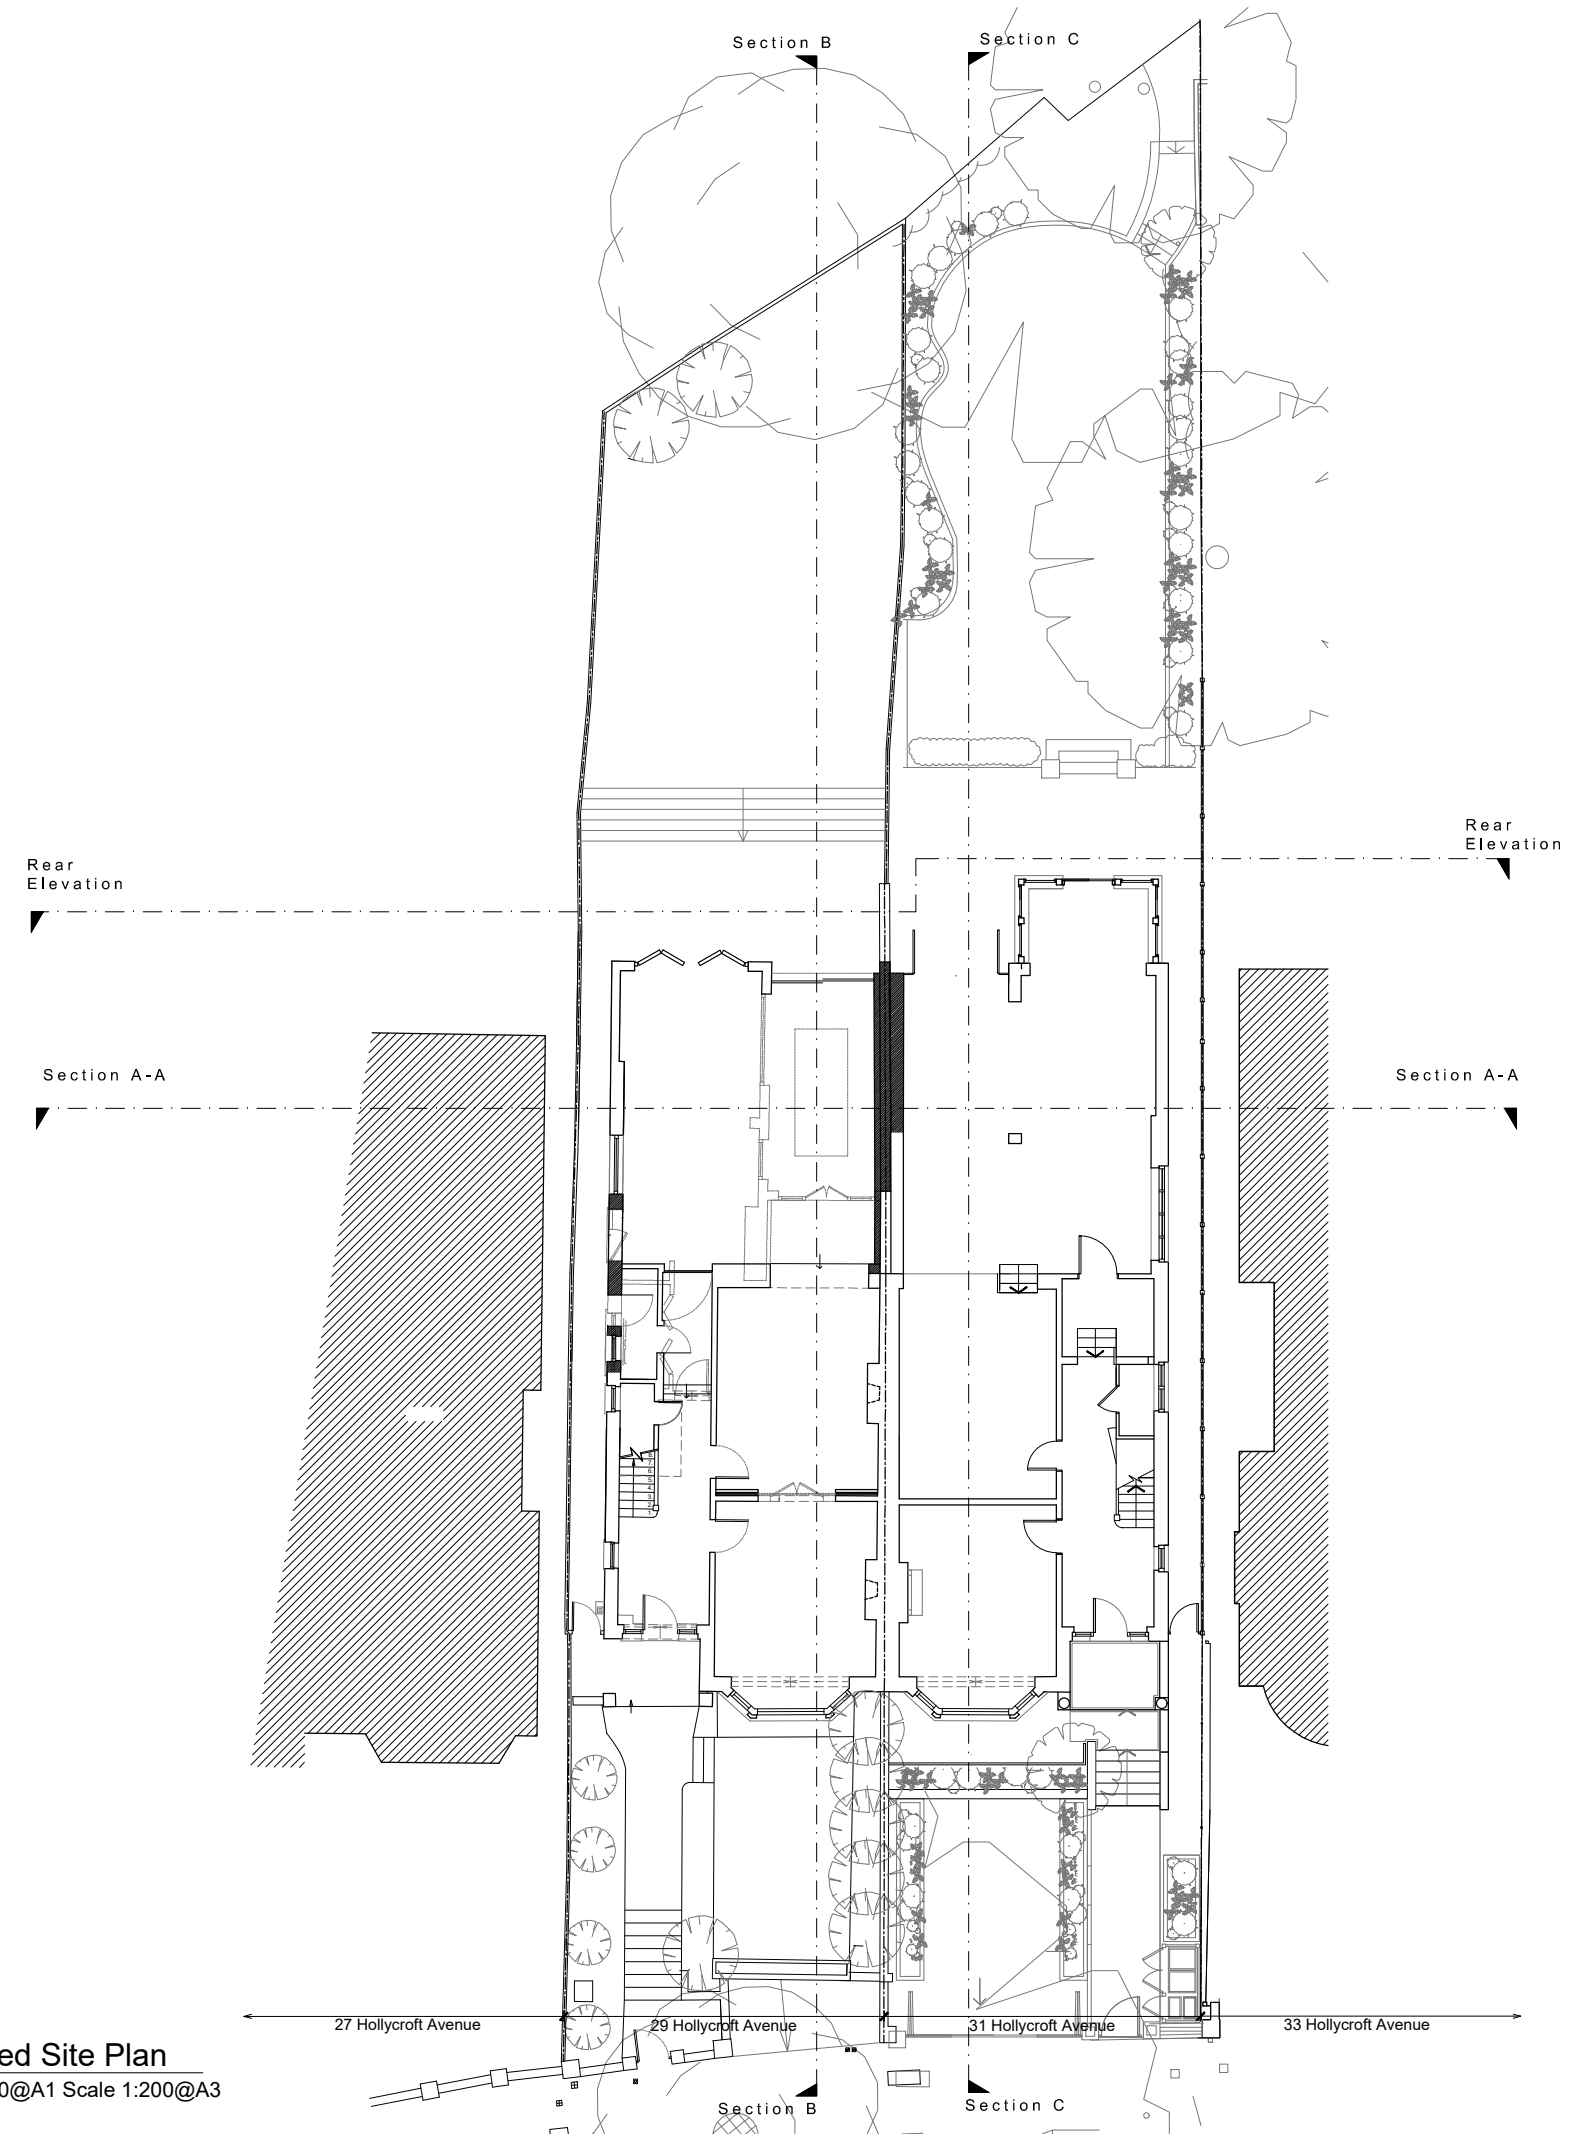 Section B
Section C
Rear
Elevation
Rear
Elevation
Section A-A
Section A-A
27 Hollycroft Avenue
29 Hollycroft Avenue
31 Hollycroft Avenue
33 Hollycroft Avenue
ed Site Plan
0@A1 Scale 1:200@A3
Section B
Section C